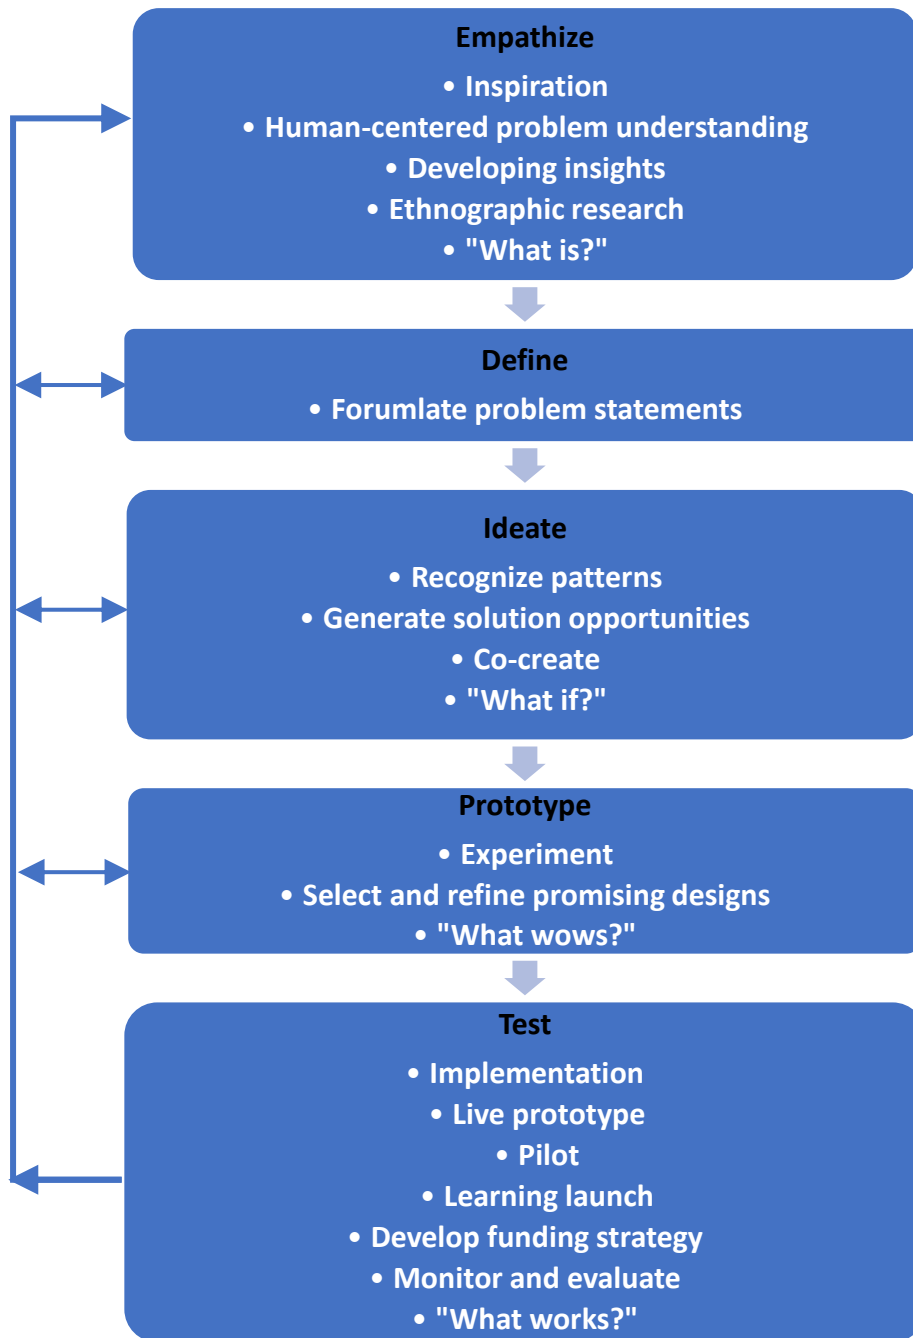 Empathize
• Inspiration
• Human-centered problem understanding
• Developing insights
• Ethnographic research
• "What is?"
Define
• Forumlate problem statements
Ideate
• Recognize patterns
• Generate solution opportunities
• Co-create
• "What if?"
Prototype
• Experiment
• Select and refine promising designs
• "What wows?"
Test
• Implementation
• Live prototype
• Pilot
• Learning launch
• Develop funding strategy
• Monitor and evaluate
• "What works?"